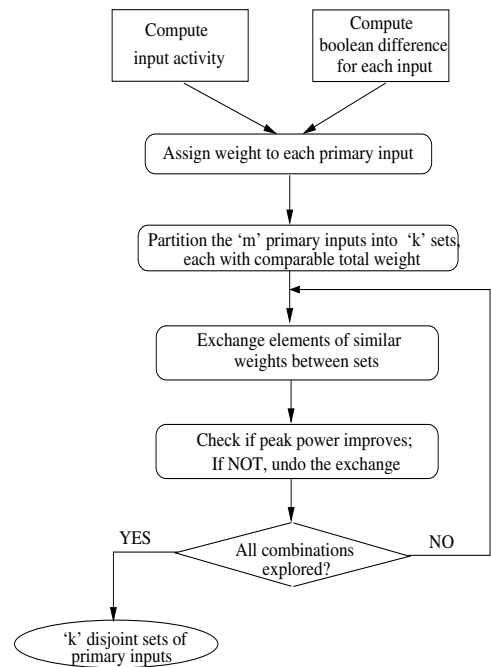 Compute
input activity
Compute
boolean difference
for each input
Assign weight to each primary input
Partition the ‘m’ primary inputs into ‘k’ sets,
each with comparable total weight
Exchange elements of similar
weights between sets
Check if peak power improves;
If NOT, undo the exchange
YES
All combinations
explored?
NO
‘k’ disjoint sets of
primary inputs